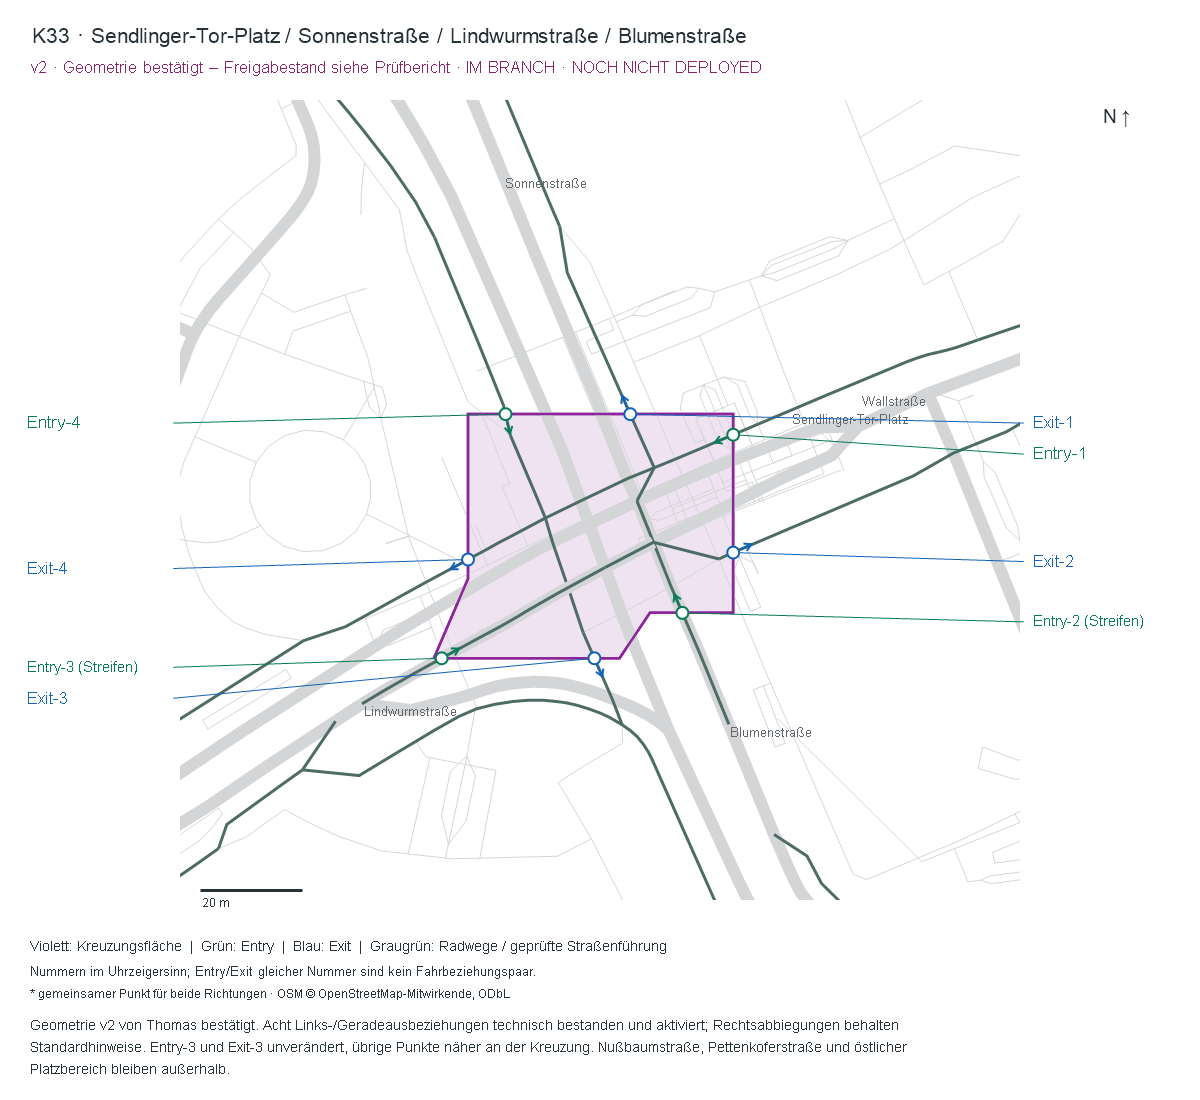 K33 · Sendlinger-Tor-Platz / Sonnenstraße / Lindwurmstraße / Blumenstraße
v2 · Geometrie bestätigt – Freigabestand siehe Prüfbericht · IM BRANCH · NOCH NICHT DEPLOYED
N ↑
Sonnenstraße
Wallstraße
Sendlinger-Tor-Platz
Entry-4
Exit-1
Entry-1
Exit-4
Exit-2
Entry-2 (Streifen)
Entry-3 (Streifen)
Exit-3
Lindwurmstraße
Blumenstraße
20 m
Violett: Kreuzungsfläche | Grün: Entry | Blau: Exit | Graugrün: Radwege / geprüfte Straßenführung
Nummern im Uhrzeigersinn; Entry/Exit gleicher Nummer sind kein Fahrbeziehungspaar.
* gemeinsamer Punkt für beide Richtungen · OSM © OpenStreetMap-Mitwirkende, ODbL
Geometrie v2 von Thomas bestätigt. Acht Links-/Geradeausbeziehungen technisch bestanden und aktiviert; Rechtsabbiegungen behalten
Standardhinweise. Entry-3 und Exit-3 unverändert, übrige Punkte näher an der Kreuzung. Nußbaumstraße, Pettenkoferstraße und östlicher
Platzbereich bleiben außerhalb.